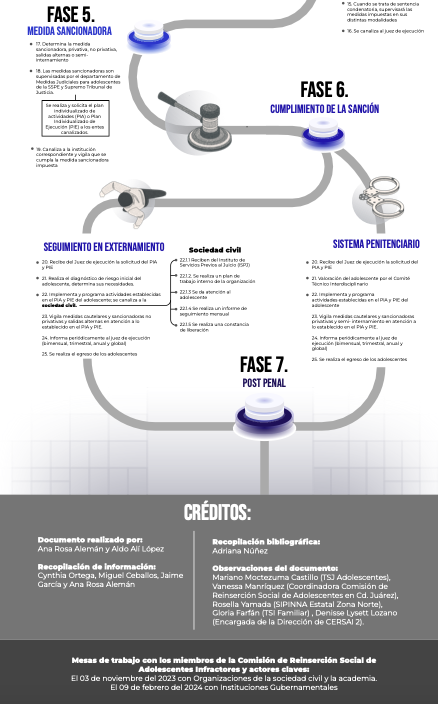 15. Cuando se trata de sentencia
condenatoria, supervisará las
medidas impuestas en sus
distintas modalidades
16. Se canaliza al juez de ejecución
FASE 5.
MEDIDA SANCIONADORA
17. Determina la medida
sancionadora, privativa, no privativa,
salidas alternas o semi-
internamiento
18. Las medidas sancionadoras son
supervisadas por el departamento de
Medidas Judiciales para adolescentes
de la SSPE y Supremo Tribunal de
Justicia.
Se realiza y solicita el plan
individualizado de
actividades (PIA) o Plan
Individualizado de
Ejecución (PIE) a los entes
canalizados.
19. Canaliza a la institución
correspondiente y vigila que se
cumpla la medida sancionadora
impuesta
FASE 6.
CUMPLIMIENTO DE LA SANCIÓN
SEGUIMIENTO EN EXTERNAMIENTO
20. Recibe del Juez de ejecución la solicitud del PIA
y PIE
21. Realiza el diagnóstico de riesgo inicial del
adolescente, determina sus necesidades.
22. Implementa y programa actividades establecidas
en el PIA y PIE del adolescente; se canaliza a la
sociedad civil.
23. Vigila medidas cautelares y sancionadoras no
privativas y salidas alternas en atención a lo
establecido en el PIA y PIE.
24. Informa periódicamente al juez de ejecución
(bimensual, trimestral, anual y global)
25. Se realiza el egreso de los adolescentes
Sociedad civil
22.1.1 Reciben del Instituto de
Servicios Previos al Juicio (ISPJ)
22.1.2. Se realiza un plan de
trabajo interno de la organización
22.1.3 Se da atención al
adolescente
22.1.4 Se realiza un informe de
seguimiento mensual
22.1.5 Se realiza una constancia
de liberación
SISTEMA PENITENCIARIO
20. Recibe del Juez de ejecución la solicitud del
PIA y PIE
21. Valoración del adolescente por el Comité
Técnico Interdisciplinario
22. Implementa y programa
actividades establecidas en el PIA y PIE del
adolescente
23. Vigila medidas cautelares y sancionadoras
privativas y semi- internamiento en atención a
lo establecido en el PIA y PIE.
24. Informa periódicamente al juez de
ejecución (bimensual, trimestral, anual y
global)
25. Se realiza el egreso de los adolescentes
FASE 7.
POST PENAL
CRÉDITOS:
Documento realizado por:
Ana Rosa Alemán y Aldo Alí López
Recopilación de información:
Cynthia Ortega, Miguel Ceballos, Jaime
García y Ana Rosa Alemán
Recopilación bibliográfica:
Adriana Núñez
Observaciones del documento:
Mariano Moctezuma Castillo (TSJ Adolescentes),
Vanessa Manríquez (Coordinadora Comisión de
Reinserción Social de Adolescentes en Cd. Juárez),
Rosella Yamada (SIPINNA Estatal Zona Norte),
Gloria Farfán (TSJ Familiar) , Denisse Lysett Lozano
(Encargada de la Dirección de CERSAI 2).
Mesas de trabajo con los miembros de la Comisión de Reinserción Social de
Adolescentes Infractores y actores claves:
El 03 de noviembre del 2023 con Organizaciones de la sociedad civil y la academia.
El 09 de febrero del 2024 con Instituciones Gubernamentales